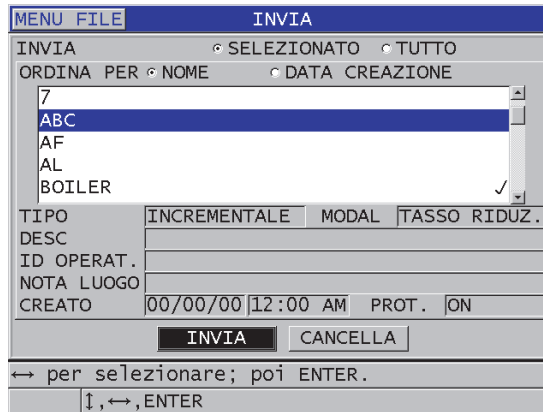 MENU FILE INVIA
INVIA SELEZIONATO TUTTO
ORDINA PER NOME DATA CREAZIONE
7
ABC
AF
AL
BOILER ✓
TIPO INCREMENTALE MODAL TASSO RIDUZ.
DESC
ID OPERAT.
NOTA LUOGO
CREATO 00/00/00 12:00 AM PROT. ON
INVIA CANCELLA
↔ per selezionare; poi ENTER.
↕,↔,ENTER